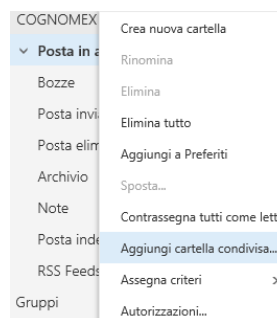 COGNOMEX
Posta in a
Bozze
Posta invi
Posta elim
Archivio
Note
Posta inde
RSS Feeds
Gruppi
Crea nuova cartella
Rinomina
Elimina
Elimina tutto
Aggiungi a Preferiti
Sposta...
Contrassegna tutti come lett
Aggiungi cartella condivisa...
Assegna criteri
Autorizzazioni...